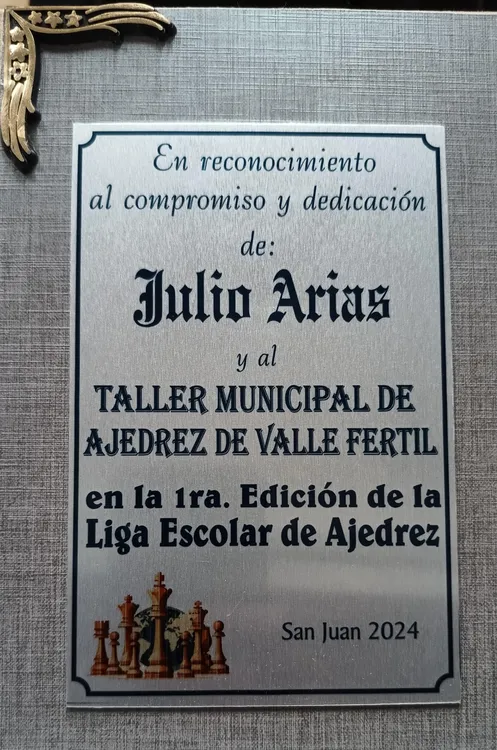 En reconocimiento
al compromiso y dedicación
de:
Julio Arias
y al
TALLER MUNICIPAL DE
AJEDREZ DE VALLE FERTIL
en la 1ra. Edición de la
Liga Escolar de Ajedrez
San Juan 2024